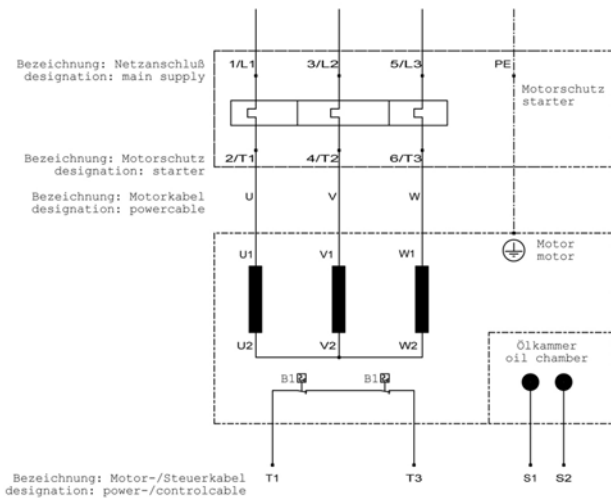 Bezeichnung: Netzanschluß
designation: main supply
1/L1 3/L2 5/L3 PE
Motorschutz
starter
Bezeichnung: Motorschutz
designation: starter
2/T1 4/T2 6/T3
Bezeichnung: Motorkabel
designation: powercable
U V W
Motor
motor
U1 V1 W1
U2 V2 W2
Ölkammer
oil chamber
B1 B1
Bezeichnung: Motor-/Steuerkabel
designation: power-/controlcable
T1 T3 S1 S2